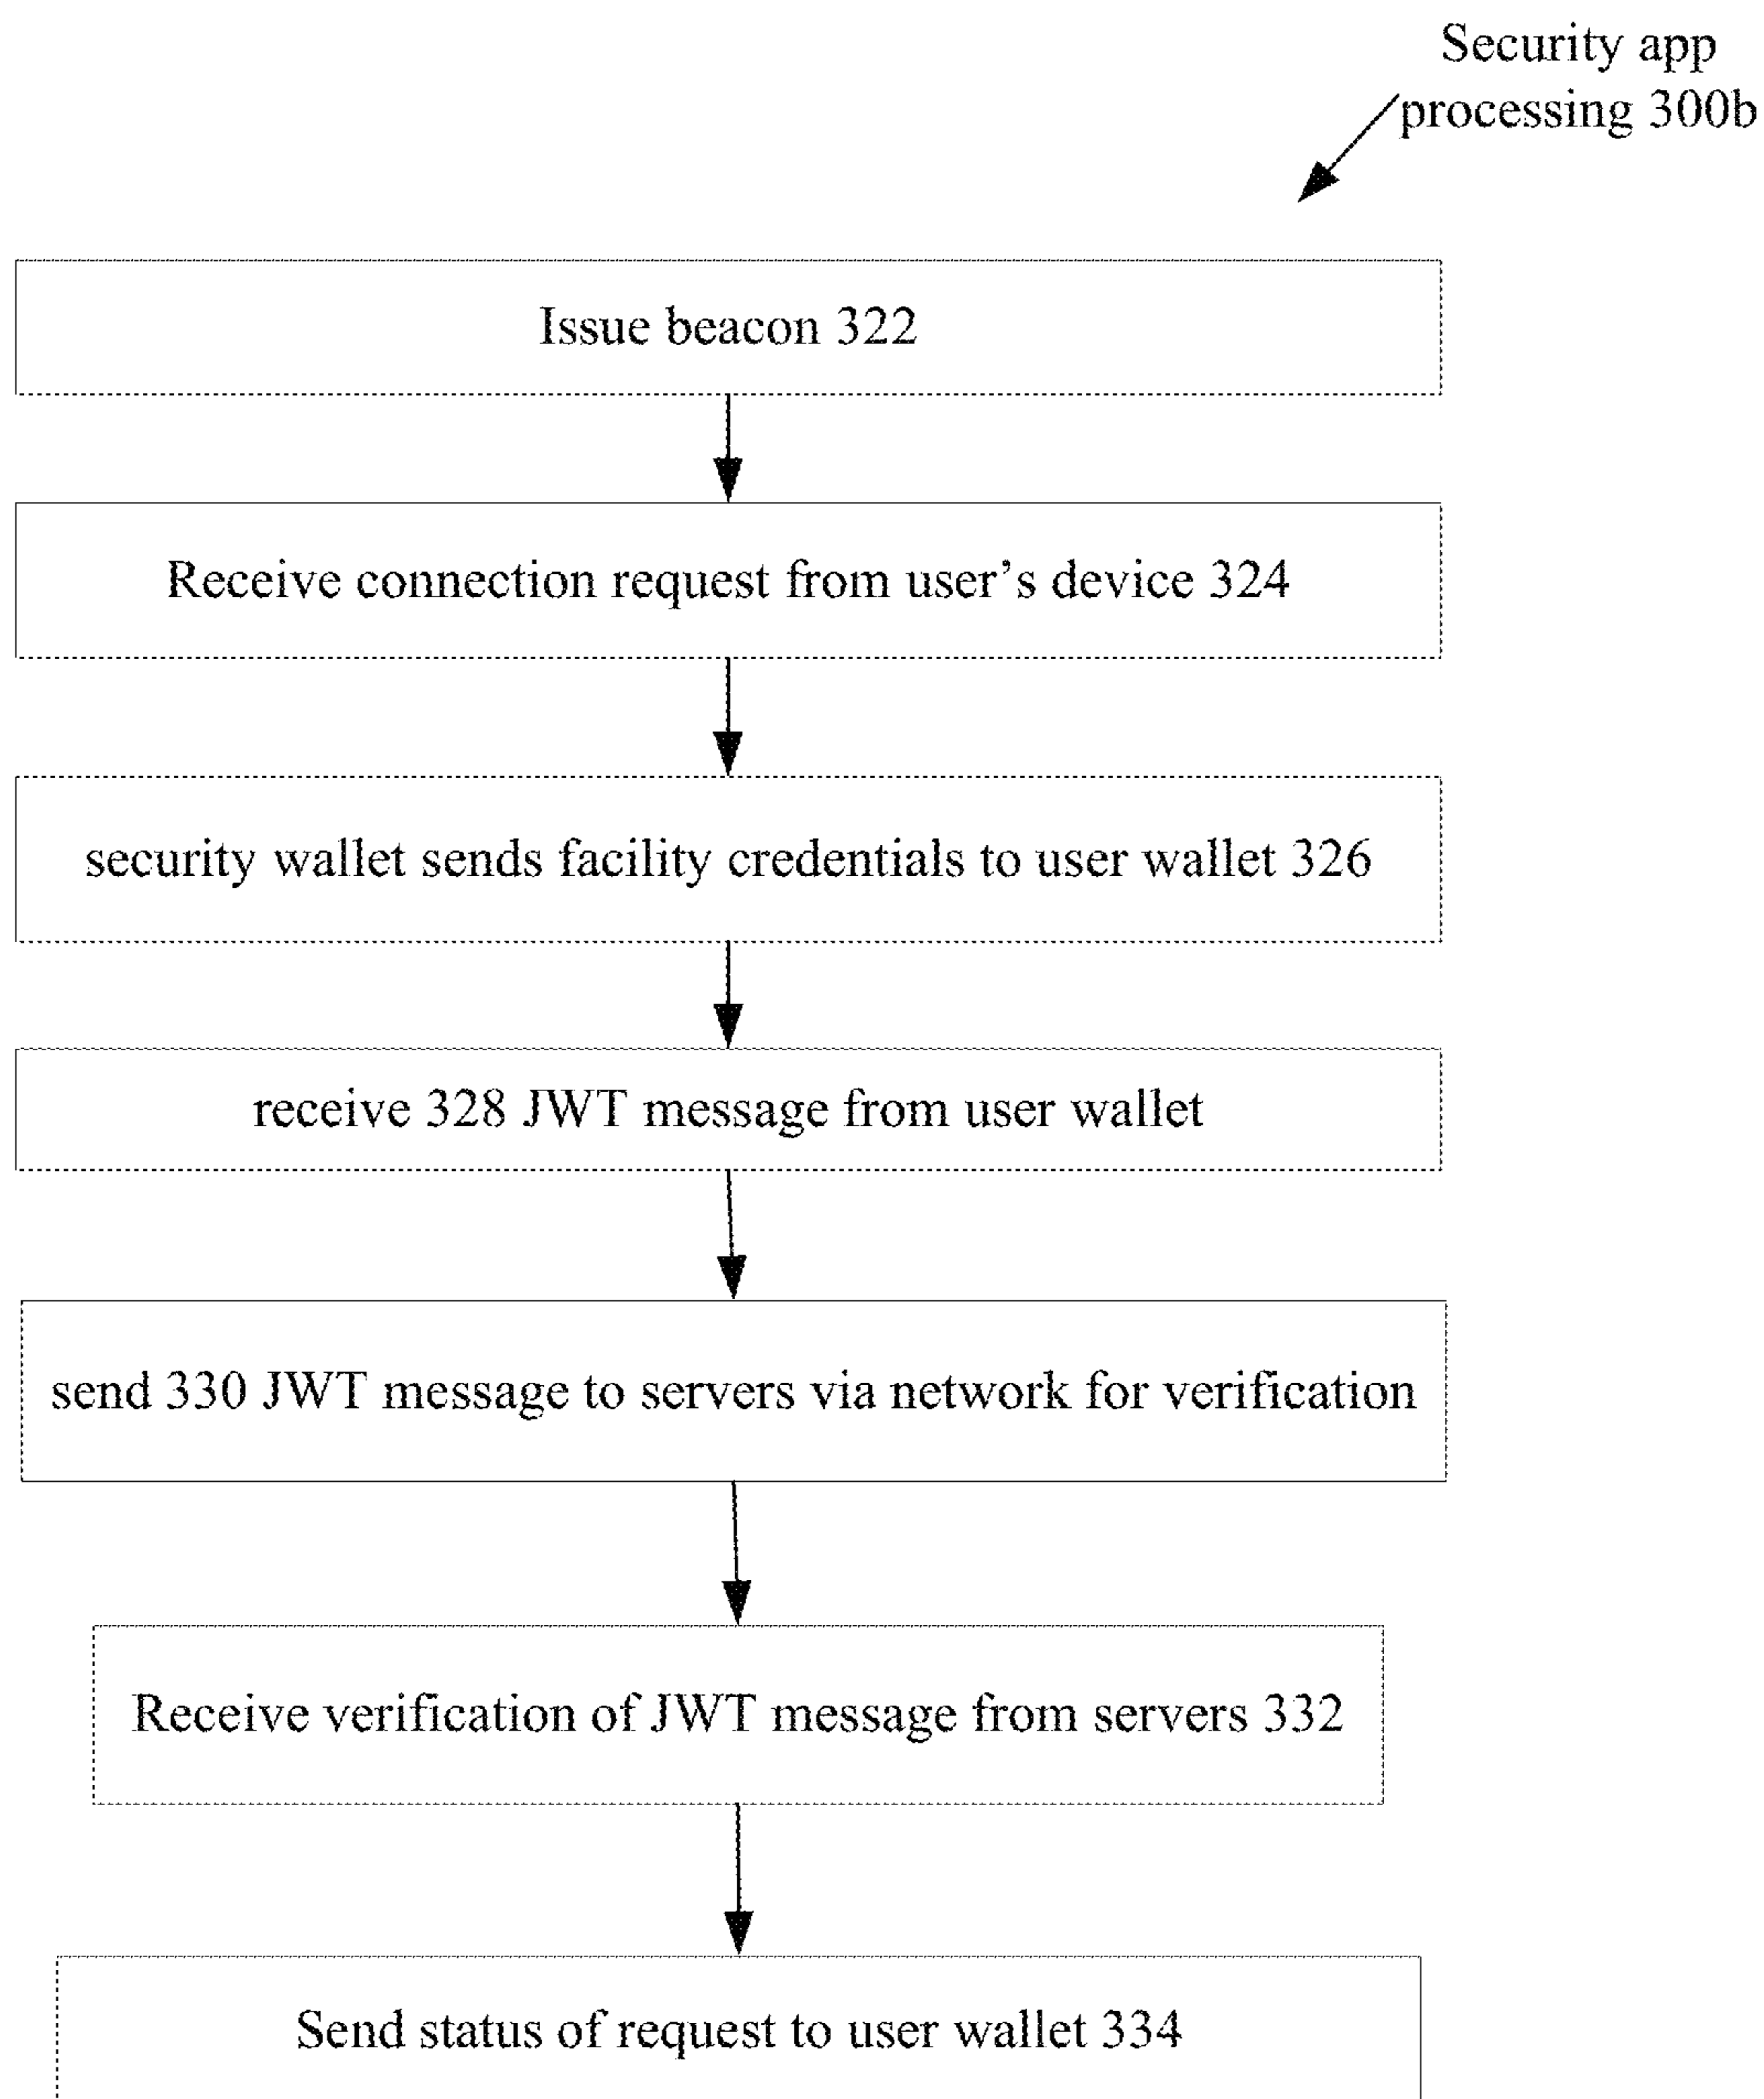 Security app
processing 300b
Issue beacon 322
Receive connection request from user’s device 324
security wallet sends facility credentials to user wallet 326
receive 328 JWT message from user wallet
send 330 JWT message to servers via network for verification
Receive verification of JWT message from servers 332
Send status of request to user wallet 334